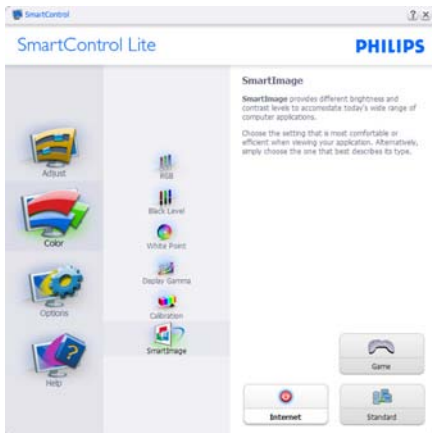 SmartControl
SmartControl Lite
PHILIPS
Adjust
Color
Options
Help
RGB
Black Level
White Point
Display Gamma
Calibration
SmartImage
SmartImage
SmartImage provides different brightness and
contrast levels to accomodate today's wide range of
computer applications.
Choose the setting that is most comfortable or
efficient when viewing your application. Alternatively,
simply choose the one that best describes its type.
Game
Internet
Standard